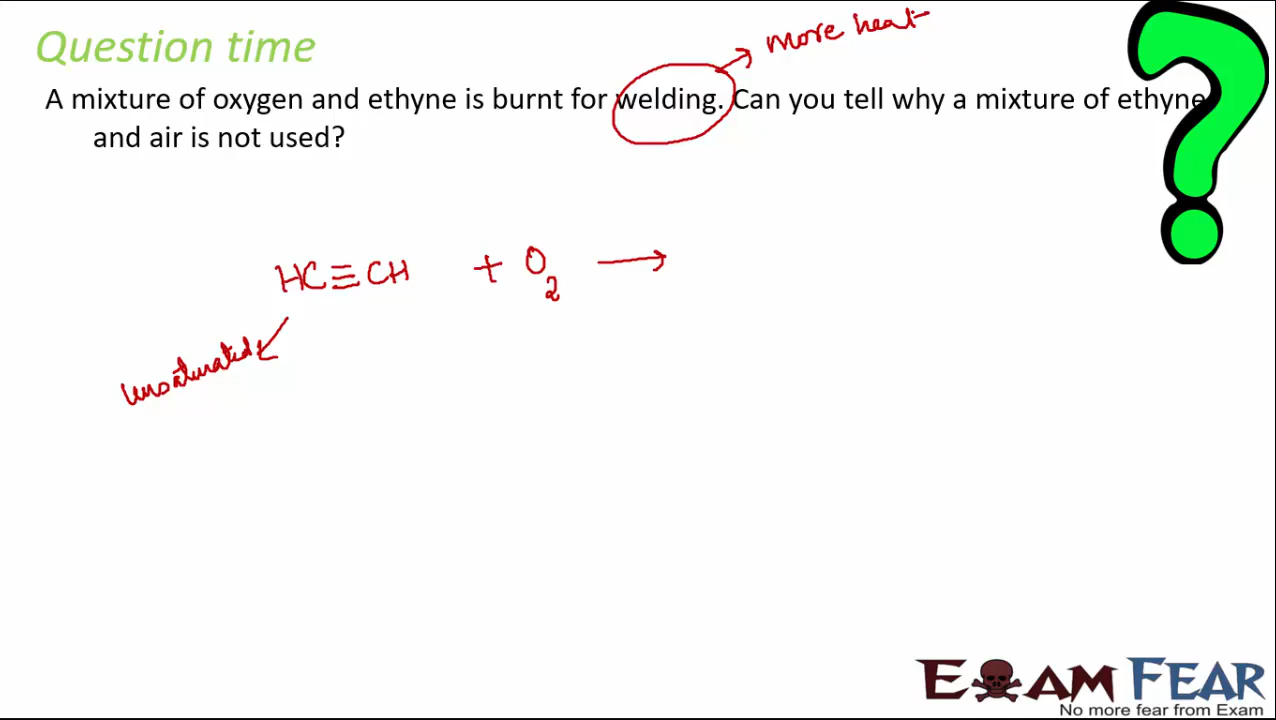 Question time
More heat
A mixture of oxygen and ethyne is burnt for welding. Can you tell why a mixture of ethyne
and air is not used?
HC≡CH + O2 →
Unsaturated
EXAM FEAR
No more fear from Exam